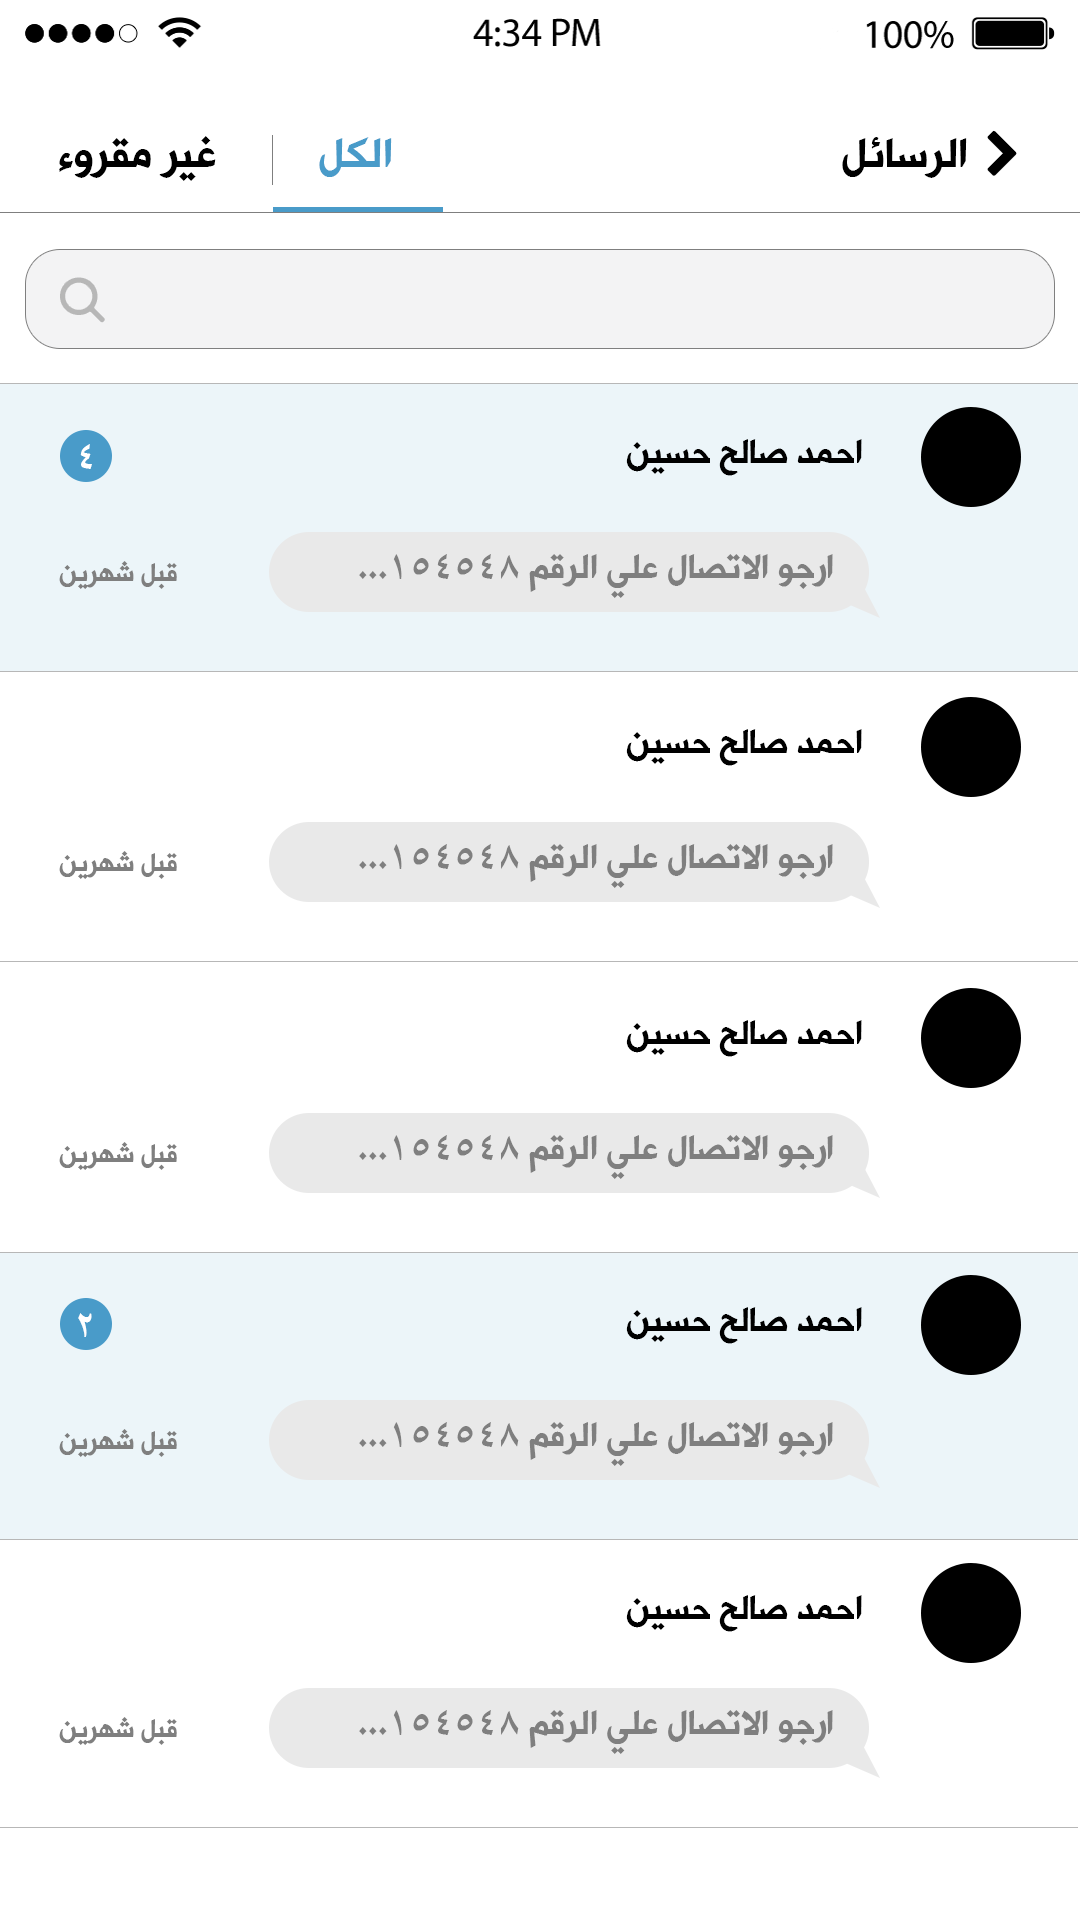 4:34 PM
100%
الرسائل
الكل
غير مقروء
احمد صالح حسين
٤
ارجو الاتصال علي الرقم ١٥٤٥٤٨...
قبل شهرين
احمد صالح حسين
ارجو الاتصال علي الرقم ١٥٤٥٤٨...
قبل شهرين
احمد صالح حسين
ارجو الاتصال علي الرقم ١٥٤٥٤٨...
قبل شهرين
احمد صالح حسين
٢
ارجو الاتصال علي الرقم ١٥٤٥٤٨...
قبل شهرين
احمد صالح حسين
ارجو الاتصال علي الرقم ١٥٤٥٤٨...
قبل شهرين